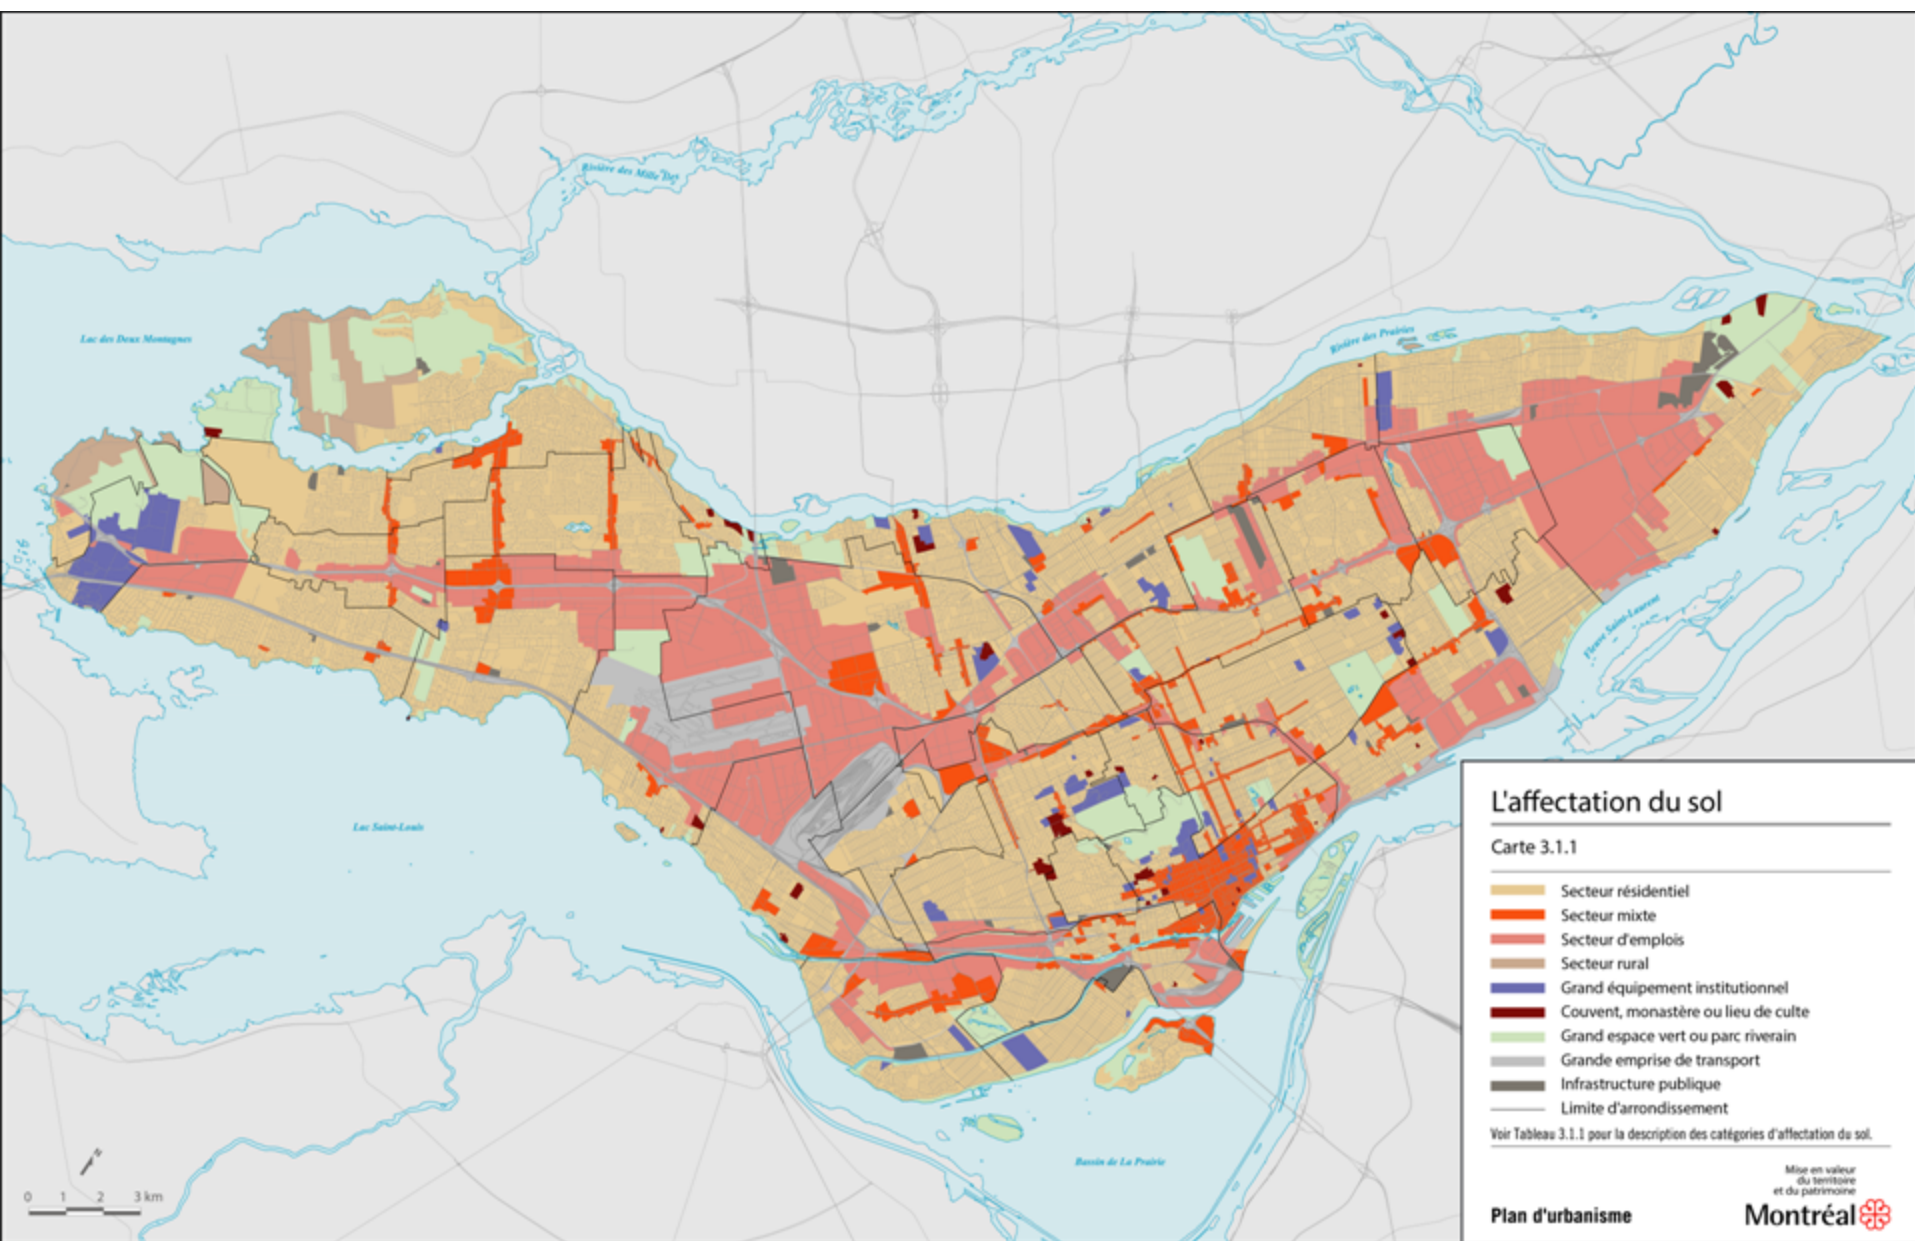 Rivière des Mille Îles
Lac des Deux Montagnes
Rivière des Prairies
Fleuve Saint-Laurent
Lac Saint-Louis
Bassin de La Prairie
N
0 1 2 3 km
L'affectation du sol
Carte 3.1.1
Secteur résidentiel
Secteur mixte
Secteur d'emplois
Secteur rural
Grand équipement institutionnel
Couvent, monastère ou lieu de culte
Grand espace vert ou parc riverain
Grande emprise de transport
Infrastructure publique
Limite d'arrondissement
Voir Tableau 3.1.1 pour la description des catégories d'affectation du sol.
Mise en valeur
du territoire
et du patrimoine
Plan d'urbanisme
Montréal